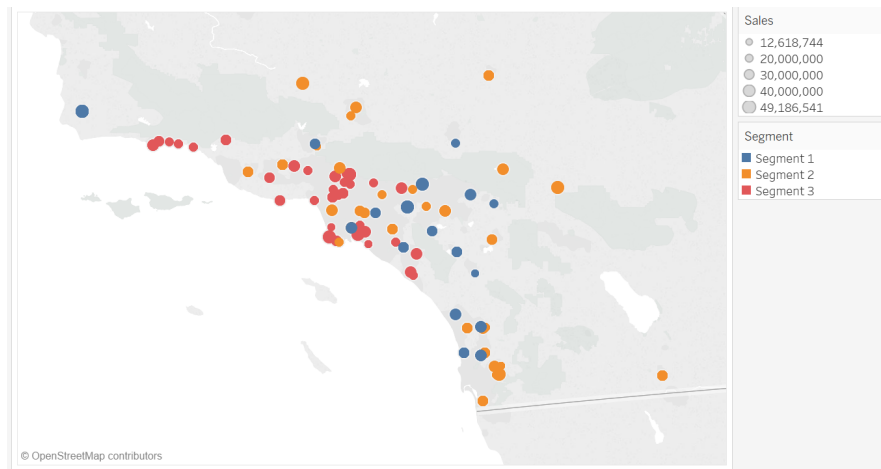 Sales
12,618,744
20,000,000
30,000,000
40,000,000
49,186,541
Segment
Segment 1
Segment 2
Segment 3
© OpenStreetMap contributors